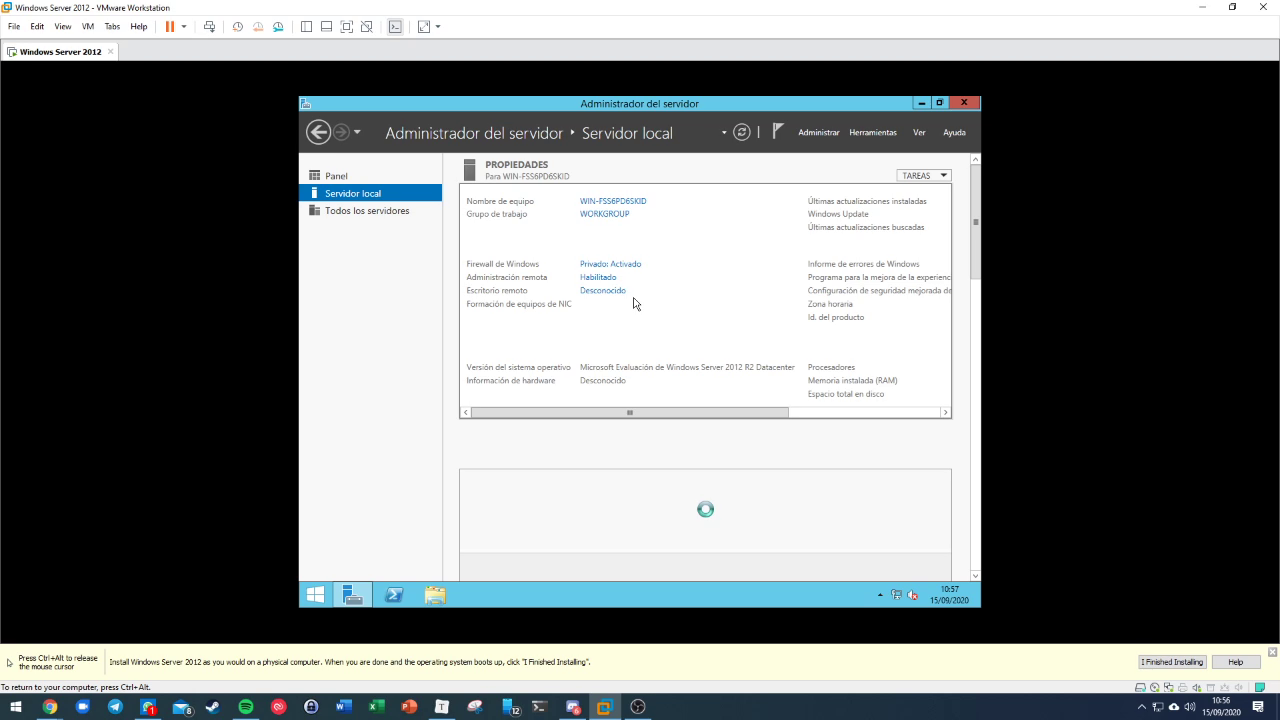 Windows Server 2012 - VMware Workstation
File Edit View VM Tabs Help
Windows Server 2012
Administrador del servidor
Administrador del servidor Servidor local
Administrar Herramientas Ver Ayuda
Panel
Servidor local
Todos los servidores
PROPIEDADES
Para WIN-FSS6PD6SKID
TAREAS
Nombre de equipo WIN-FSS6PD6SKID Últimas actualizaciones instaladas
Grupo de trabajo WORKGROUP Windows Update
Últimas actualizaciones buscadas
Firewall de Windows Privado: Activado Informe de errores de Windows
Administración remota Habilitado Programa para la mejora de la experienc
Escritorio remoto Desconocido Configuración de seguridad mejorada de
Formación de equipos de NIC Zona horaria
Id. del producto
Versión del sistema operativo Microsoft Evaluación de Windows Server 2012 R2 Datacenter Procesadores
Información de hardware Desconocido Memoria instalada (RAM)
Espacio total en disco
10:57
15/09/2020
Press Ctrl+Alt to release
the mouse cursor
Install Windows Server 2012 as you would on a physical computer. When you are done and the operating system boots up, click "I Finished Installing".
I Finished Installing Help
To return to your computer, press Ctrl+Alt.
10:56
15/09/2020